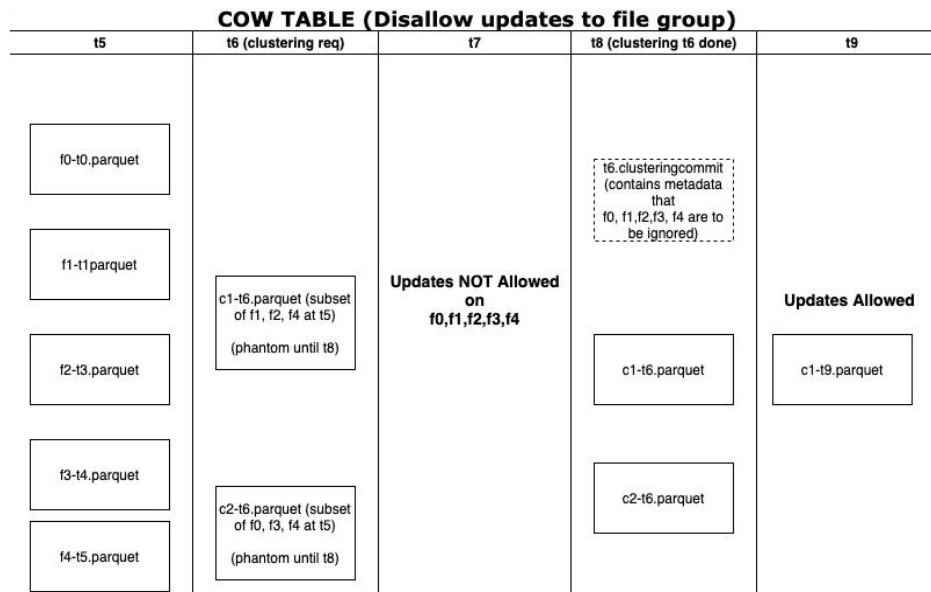 COW TABLE (Disallow updates to file group)
t5
t6 (clustering req)
t7
t8 (clustering t6 done)
t9
f0-t0.parquet
f1-t1parquet
f2-t3.parquet
f3-t4.parquet
f4-t5.parquet
c1-t6.parquet (subset
of f1, f2, f4 at t5)
(phantom until t8)
c2-t6.parquet (subset
of f0, f3, f4 at t5)
(phantom until t8)
Updates NOT Allowed
on
f0,f1,f2,f3,f4
t6.clusteringcommit
(contains metadata
that
f0, f1,f2,f3, f4 are to
be ignored)
c1-t6.parquet
c2-t6.parquet
Updates Allowed
c1-t9.parquet